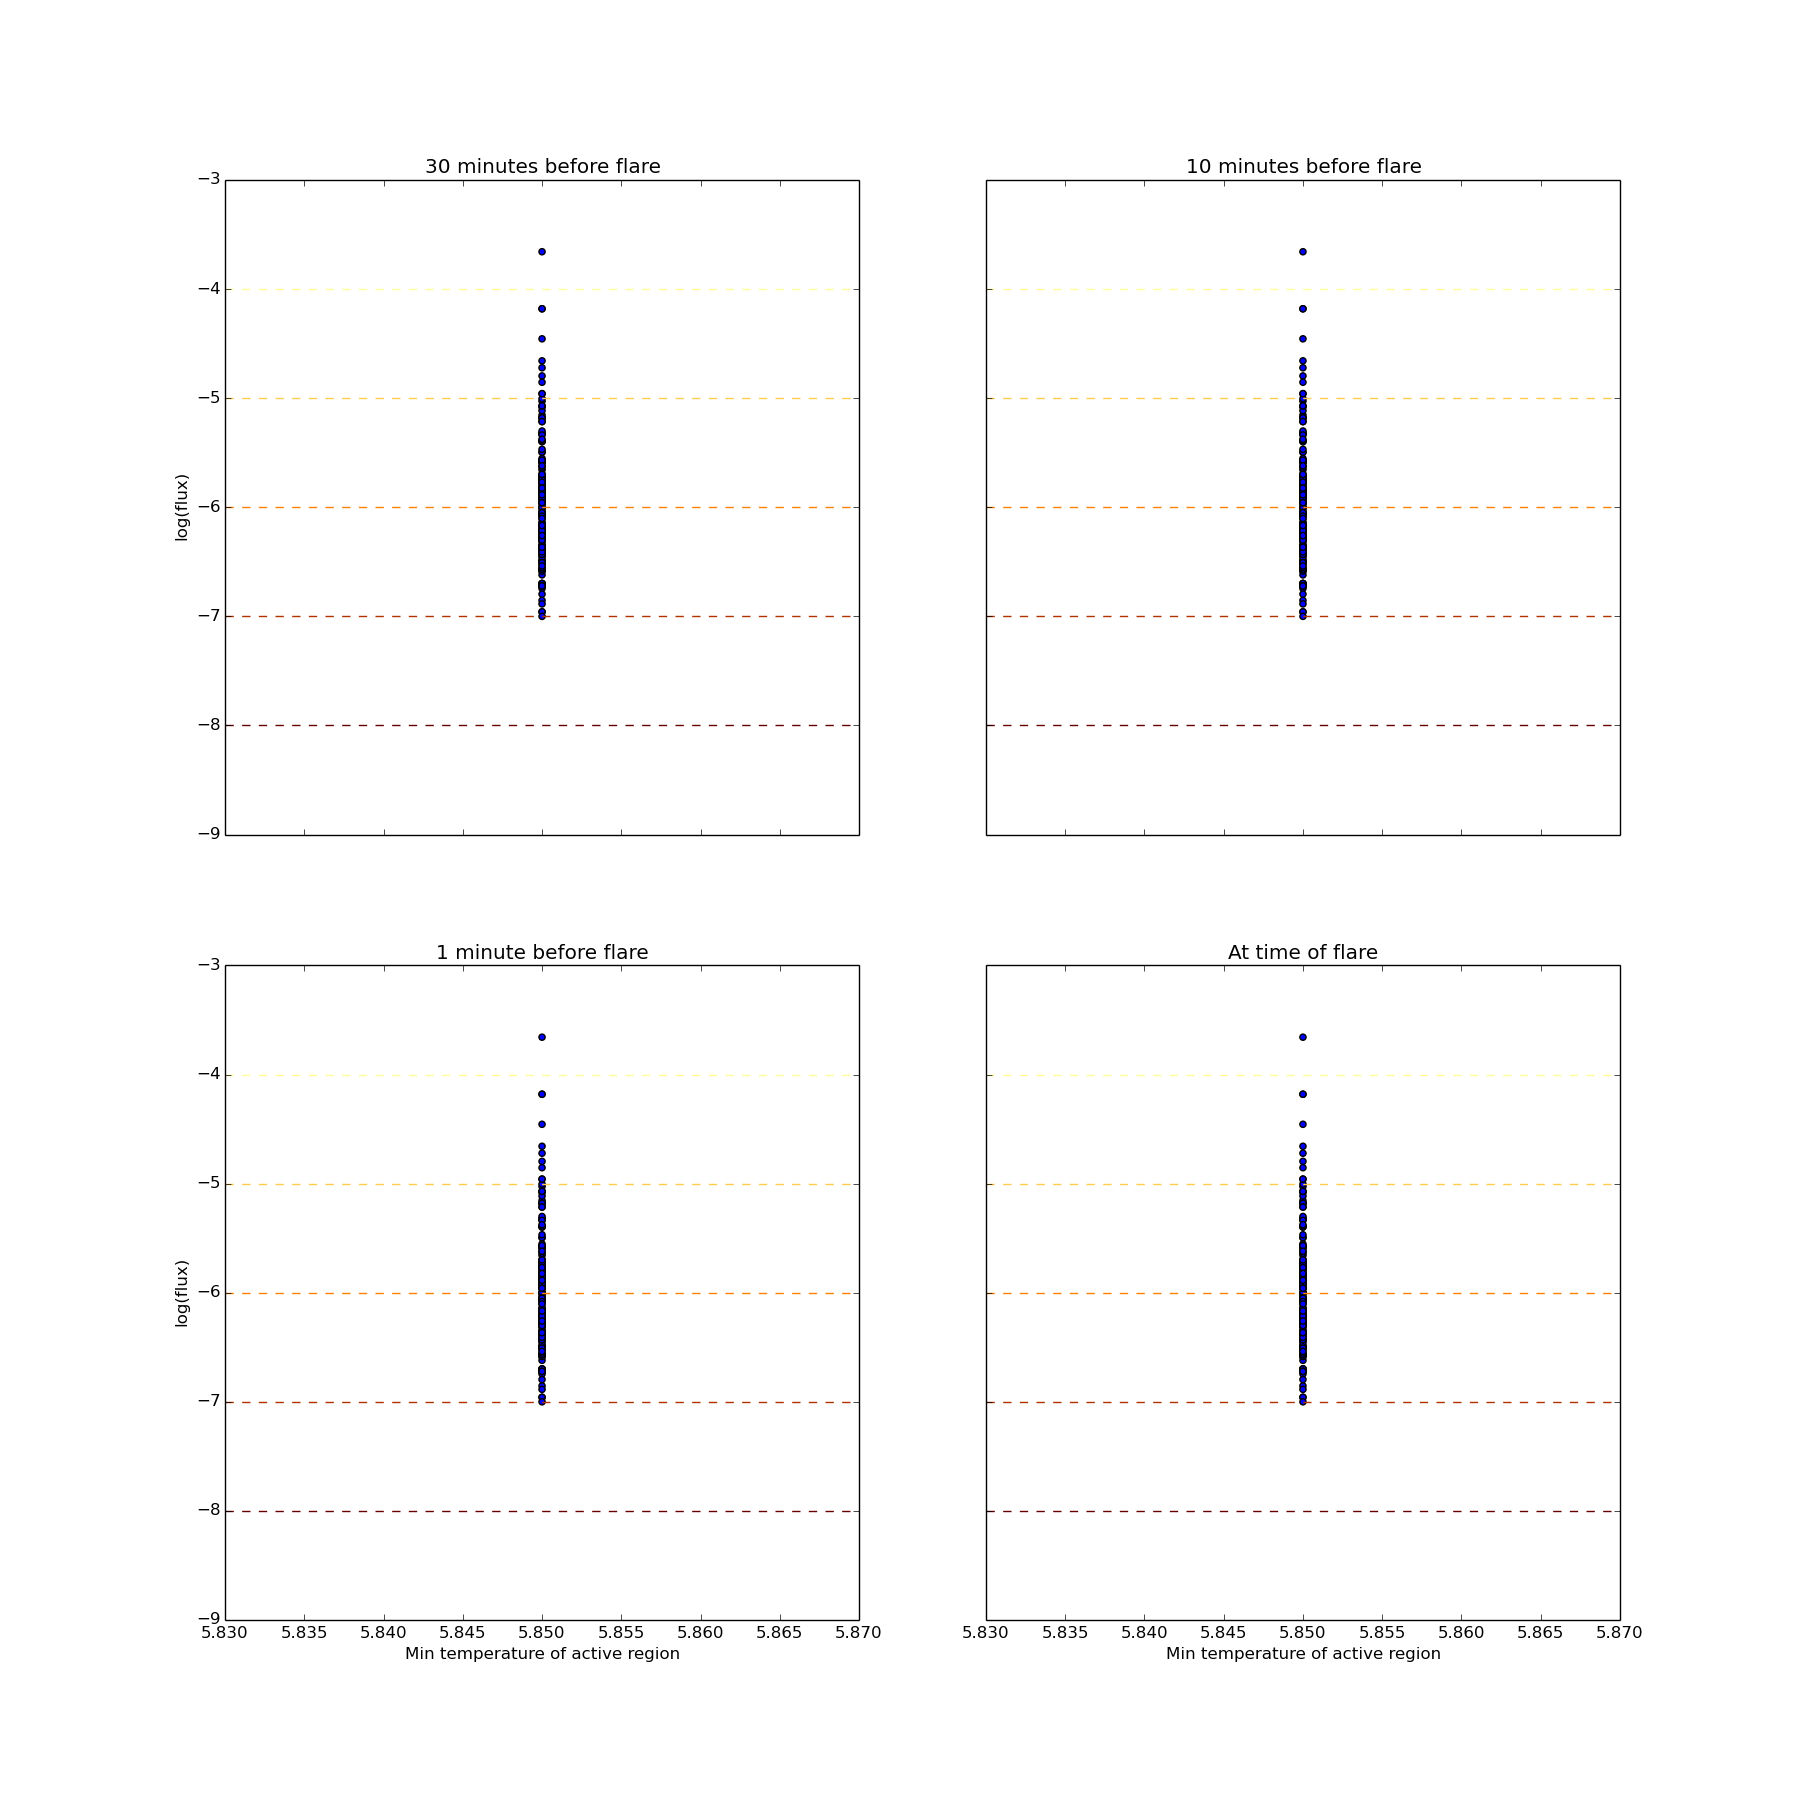 30 minutes before flare
10 minutes before flare
−3
−4
−5
−6
−7
−8
−9
log(flux)
1 minute before flare
At time of flare
−3
−4
−5
−6
−7
−8
−9
log(flux)
5.830 5.835 5.840 5.845 5.850 5.855 5.860 5.865 5.870
5.830 5.835 5.840 5.845 5.850 5.855 5.860 5.865 5.870
Min temperature of active region
Min temperature of active region